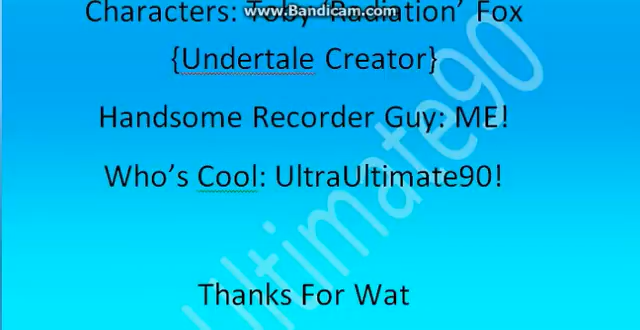 www.Bandicam.com
Characters: Toby ‘Radiation’ Fox
{Undertale Creator}
Handsome Recorder Guy: ME!
Who’s Cool: UltraUltimate90!
Thanks For Wat
Ultimate90